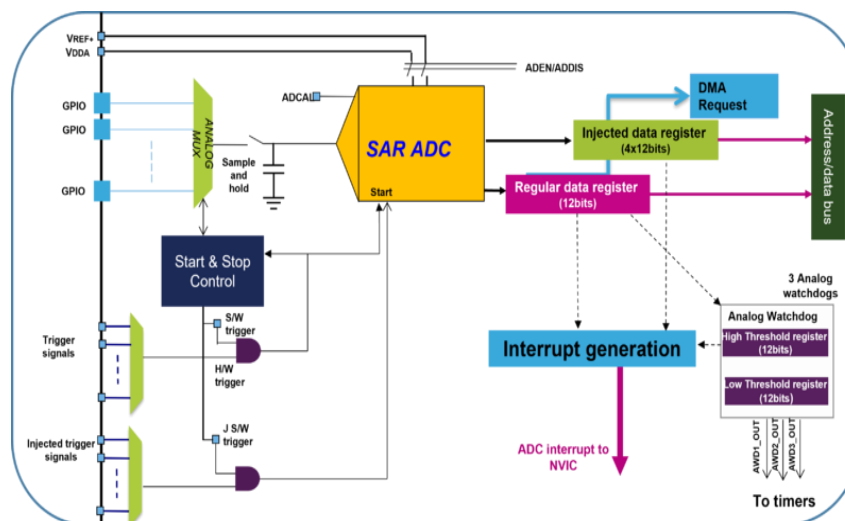 VREF+
VDDA
ADEN/ADDIS
ADCAL
GPIO
GPIO
GPIO
ANALOG
MUX
Sample
and
hold
SAR ADC
Start
DMA
Request
Injected data register
(4x12bits)
Regular data register
(12bits)
Address/data bus
Start & Stop
Control
S/W
trigger
H/W
trigger
Trigger
signals
J S/W
trigger
Injected trigger
signals
Interrupt generation
ADC interrupt to
NVIC
3 Analog
watchdogs
Analog Watchdog
High Threshold register
(12bits)
Low Threshold register
(12bits)
AWD1_OUT
AWD2_OUT
AWD3_OUT
To timers